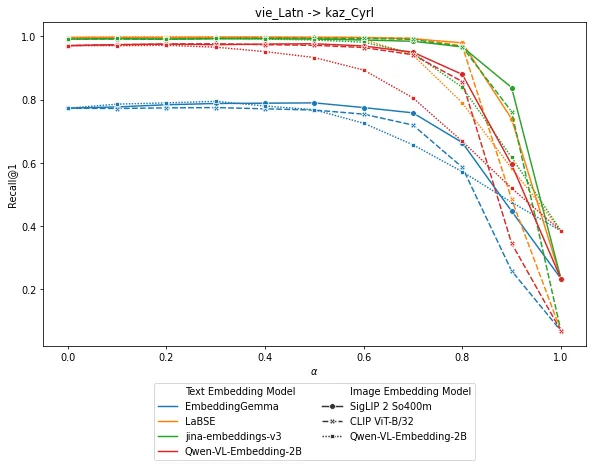 vie_Latn -> kaz_Cyrl
Recall@1
1.0
0.8
0.6
0.4
0.2
0.0 0.2 0.4 0.6 0.8 1.0
α
Text Embedding Model
EmbeddingGemma
LaBSE
jina-embeddings-v3
Qwen-VL-Embedding-2B
Image Embedding Model
SigLIP 2 So400m
CLIP ViT-B/32
Qwen-VL-Embedding-2B